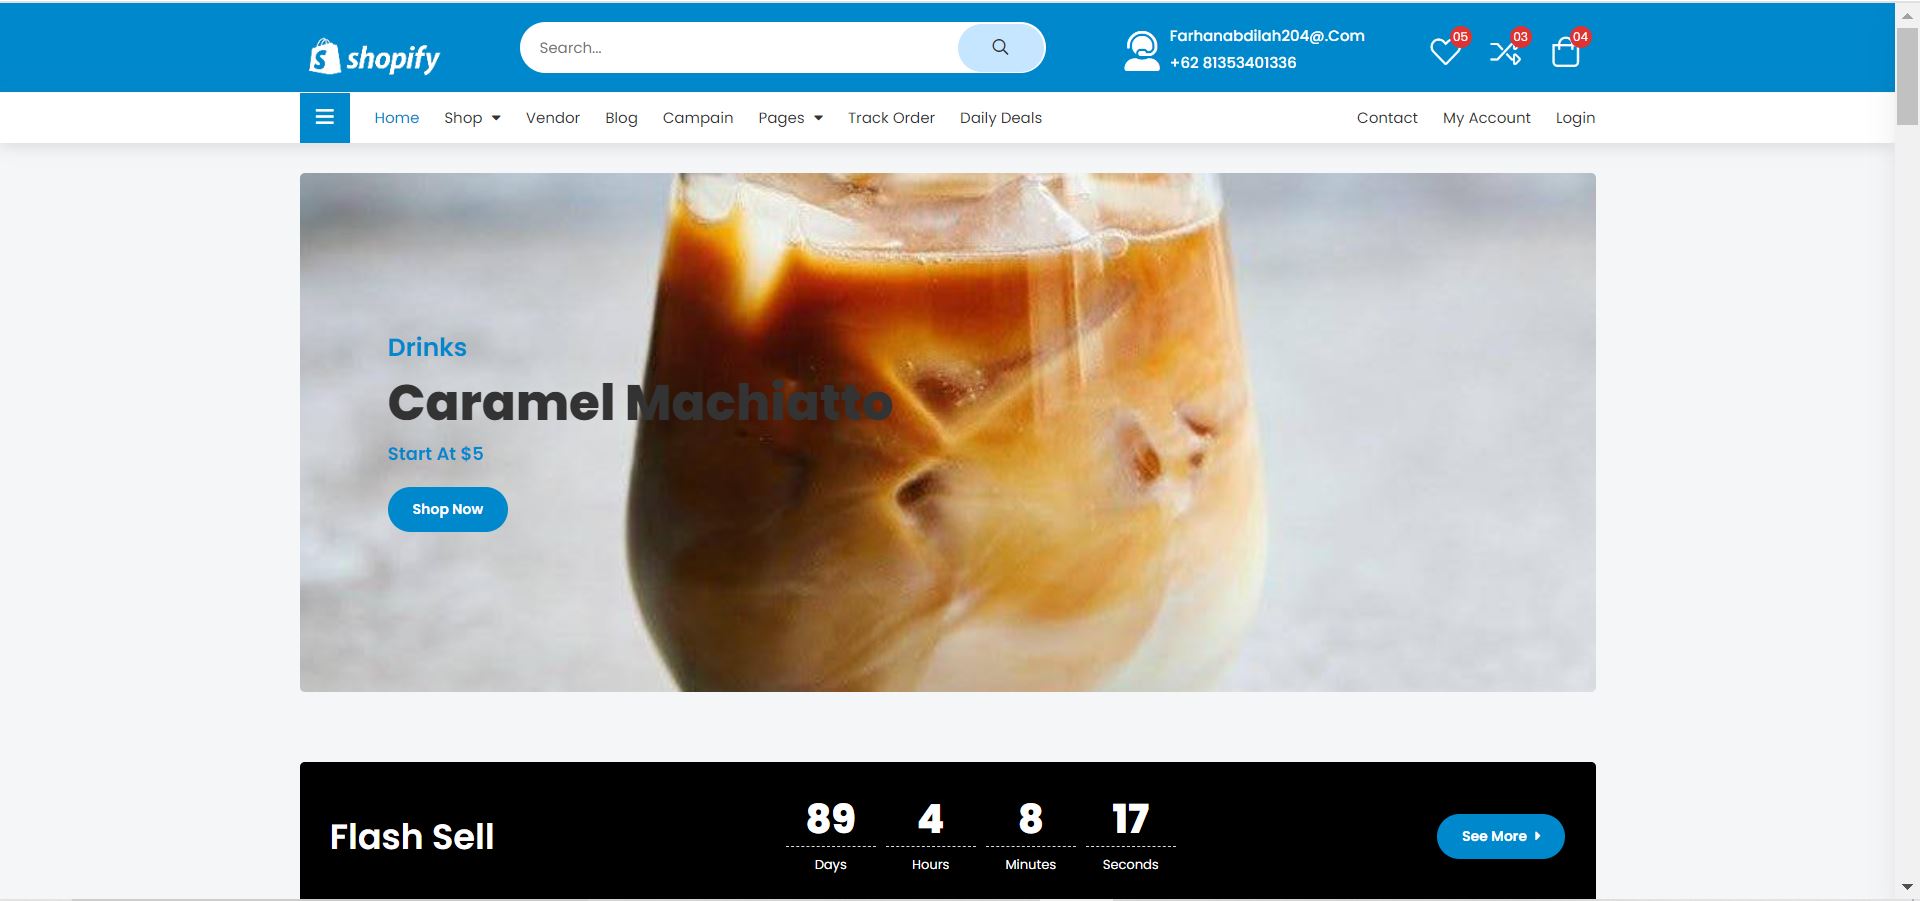 shopify
Search...
Farhanabdilah204@.Com
+62 81353401336
05
03
04
Home
Shop
Vendor
Blog
Campain
Pages
Track Order
Daily Deals
Contact
My Account
Login
Drinks
Caramel Machiatto
Start At $5
Shop Now
Flash Sell
89
Days
4
Hours
8
Minutes
17
Seconds
See More